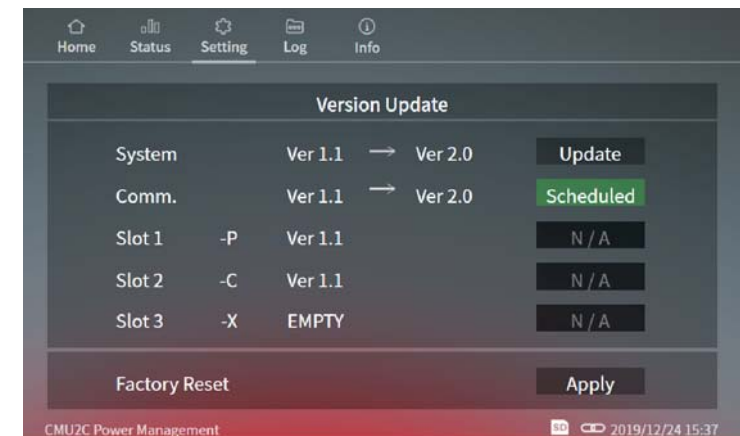 Home Status Setting Log Info
Version Update
System Ver 1.1 → Ver 2.0 Update
Comm. Ver 1.1 → Ver 2.0 Scheduled
Slot 1 -P Ver 1.1 N / A
Slot 2 -C Ver 1.1 N / A
Slot 3 -X EMPTY N / A
Factory Reset Apply
CMU2C Power Management SD 2019/12/24 15:37